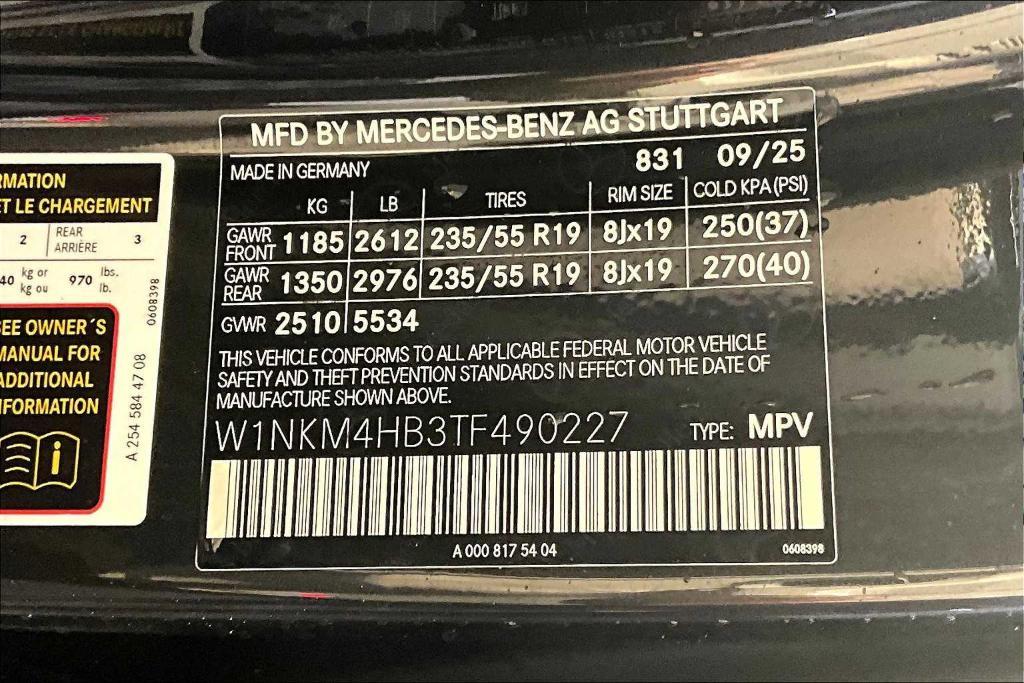 RMATION
ET LE CHARGEMENT
2 REAR ARRIÈRE 3
40 kg or kg ou 970 lbs. lb.
0608398
SEE OWNER´S
MANUAL FOR
ADDITIONAL
NFORMATION
i
A 254 584 47 08
MFD BY MERCEDES-BENZ AG STUTTGART
MADE IN GERMANY 831 09/25
KG LB TIRES RIM SIZE COLD KPA (PSI)
GAWR FRONT 1185 2612 235/55 R19 8Jx19 250(37)
GAWR REAR 1350 2976 235/55 R19 8Jx19 270(40)
GVWR 2510 5534
THIS VEHICLE CONFORMS TO ALL APPLICABLE FEDERAL MOTOR VEHICLE
SAFETY AND THEFT PREVENTION STANDARDS IN EFFECT ON THE DATE OF
MANUFACTURE SHOWN ABOVE.
W1NKM4HB3TF490227 TYPE: MPV
A 000 817 54 04 0608398